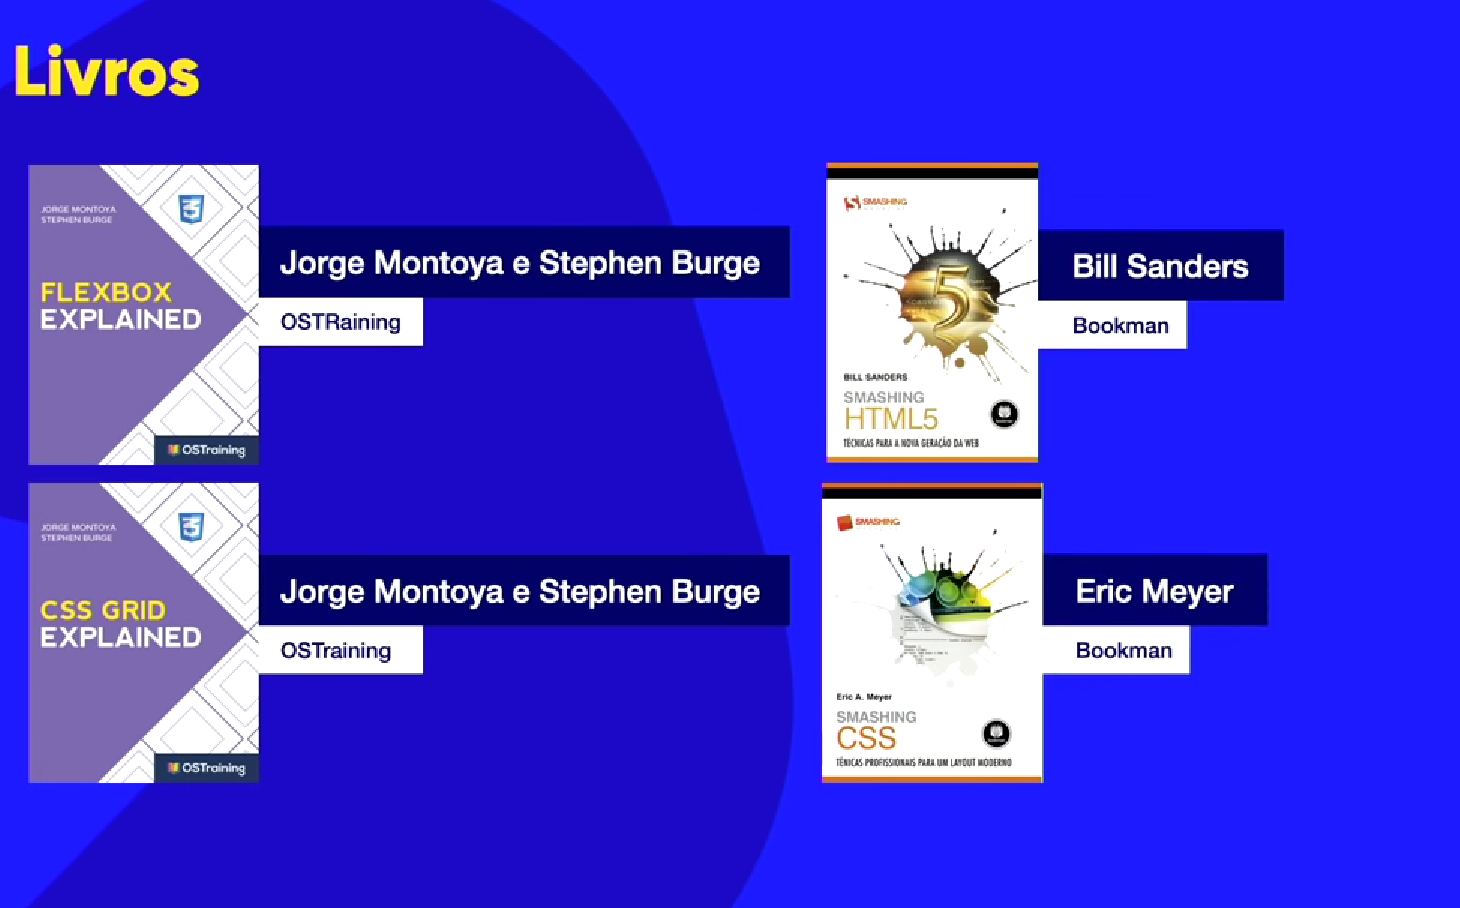 Livros
JORGE MONTOYA
STEPHEN BURGE
FLEXBOX
EXPLAINED
OSTraining
Jorge Montoya e Stephen Burge
OSTRaining
SMASHING
5
BILL SANDERS
SMASHING
HTML5
TÉCNICAS PARA A NOVA GERAÇÃO DA WEB
Bill Sanders
Bookman
JORGE MONTOYA
STEPHEN BURGE
CSS GRID
EXPLAINED
OSTraining
Jorge Montoya e Stephen Burge
OSTraining
SMASHING
Eric A. Meyer
SMASHING
CSS
TÉNICAS PROFISSIONAIS PARA UM LAYOUT MODERNO
Eric Meyer
Bookman